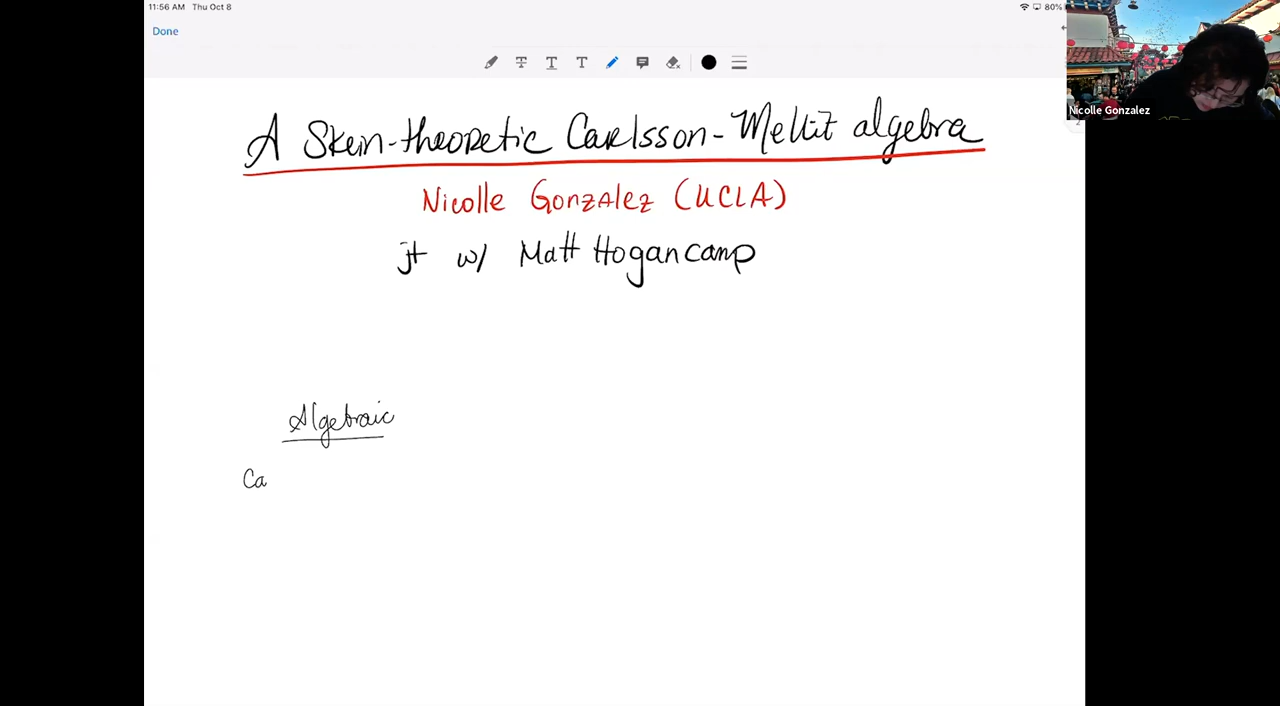 11:56 AM Thu Oct 8
80%
Done
Nicolle Gonzalez
A Skein-theoretic Carlsson-Mellit algebra
Nicolle Gonzalez (UCLA)
jt w/ Matt Hogancamp
Algebraic
Ca